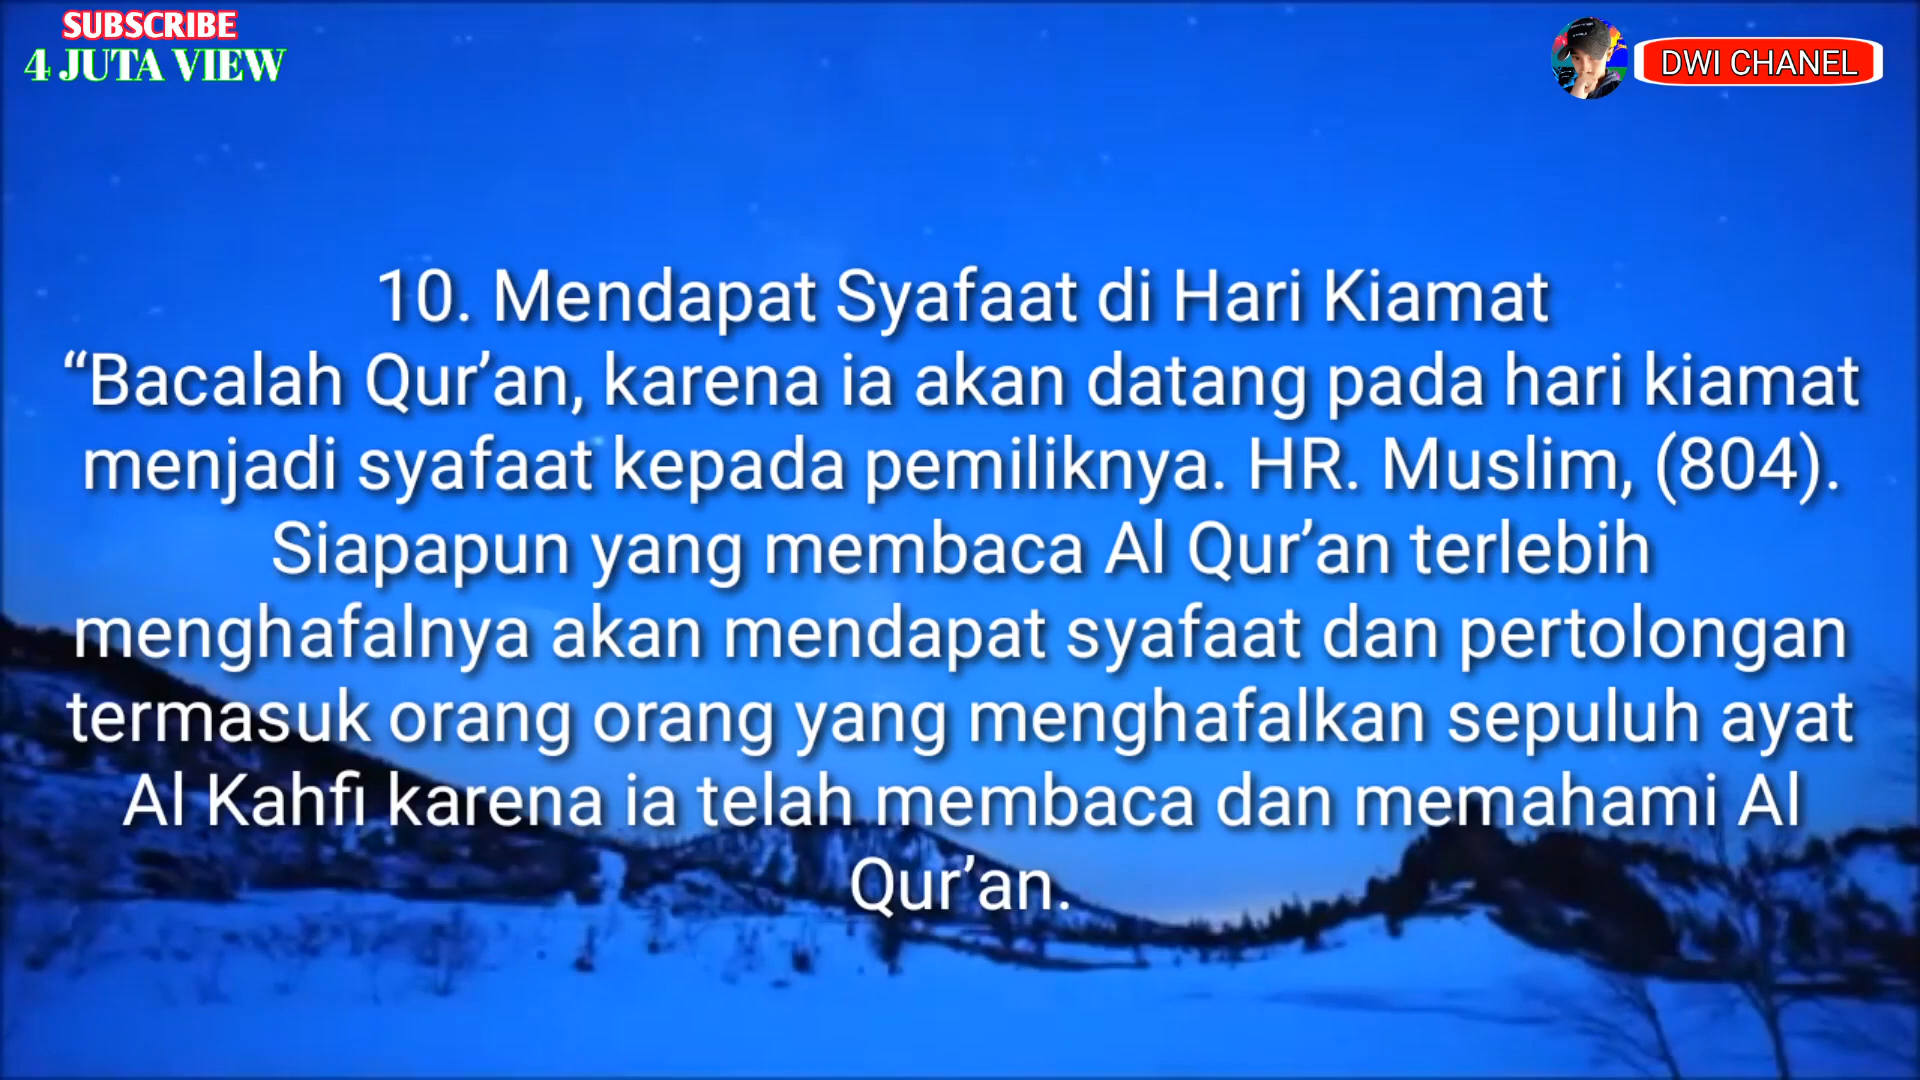 SUBSCRIBE
4 JUTA VIEW
DWI CHANEL
10. Mendapat Syafaat di Hari Kiamat
“Bacalah Qur’an, karena ia akan datang pada hari kiamat
menjadi syafaat kepada pemiliknya. HR. Muslim, (804).
Siapapun yang membaca Al Qur’an terlebih
menghafalnya akan mendapat syafaat dan pertolongan
termasuk orang orang yang menghafalkan sepuluh ayat
Al Kahfi karena ia telah membaca dan memahami Al
Qur’an.